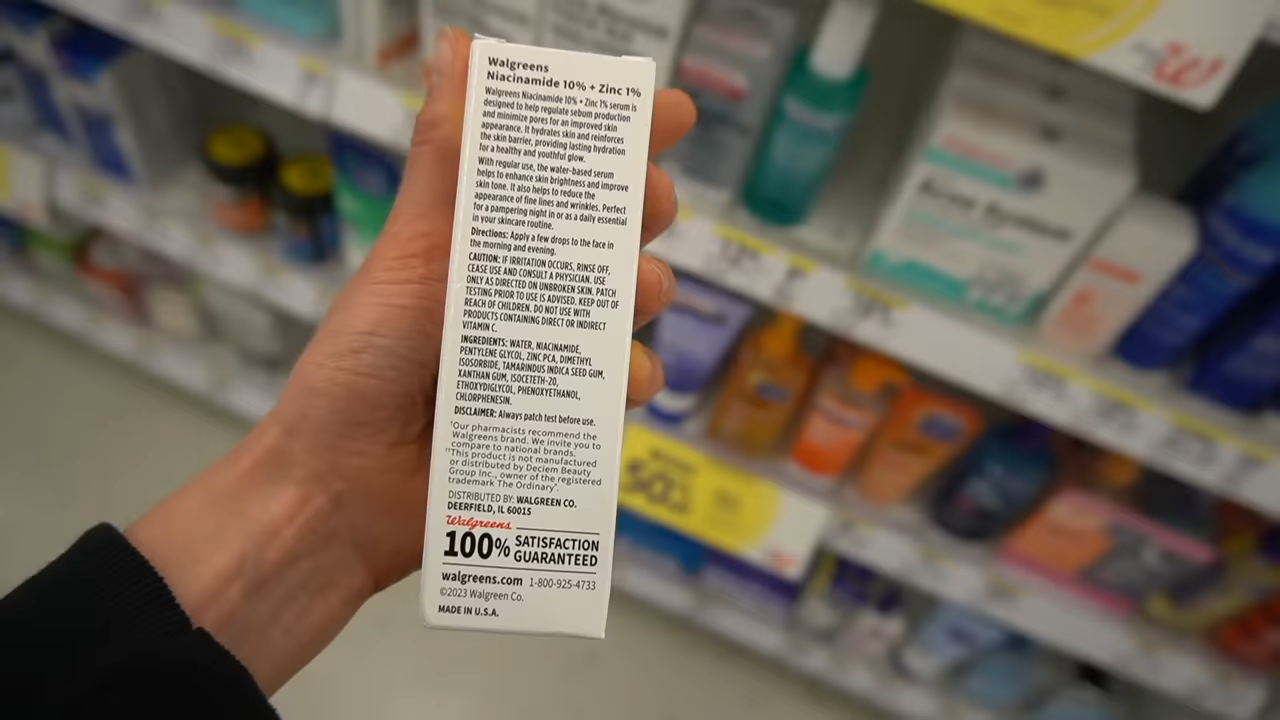 Walgreens
Niacinamide 10% + Zinc 1%
Walgreens Niacinamide 10% + Zinc 1% serum is
designed to help regulate sebum production
and minimize pores for an improved skin
appearance. It hydrates skin and reinforces
the skin barrier, providing lasting hydration
for a healthy and youthful glow.
With regular use, the water-based serum
helps to enhance skin brightness and improve
skin tone. It also helps to reduce the
appearance of fine lines and wrinkles. Perfect
for a pampering night in or as a daily essential
in your skincare routine.
Directions: Apply a few drops to the face in
the morning and evening.
CAUTION: IF IRRITATION OCCURS, RINSE OFF,
CEASE USE AND CONSULT A PHYSICIAN. USE
ONLY AS DIRECTED ON UNBROKEN SKIN. PATCH
TESTING PRIOR TO USE IS ADVISED. KEEP OUT OF
REACH OF CHILDREN. DO NOT USE WITH
PRODUCTS CONTAINING DIRECT OR INDIRECT
VITAMIN C.
INGREDIENTS: WATER, NIACINAMIDE,
PENTYLENE GLYCOL, ZINC PCA, DIMETHYL
ISOSORBIDE, TAMARINDUS INDICA SEED GUM,
XANTHAN GUM, ISOCETETH-20,
ETHOXYDIGLYCOL, PHENOXYETHANOL,
CHLORPHENESIN.
DISCLAIMER: Always patch test before use.
†Our pharmacists recommend the
Walgreens brand. We invite you to
compare to national brands.
††This product is not manufactured
or distributed by Deciem Beauty
Group Inc., owner of the registered
trademark The Ordinary®.
DISTRIBUTED BY: WALGREEN CO.
DEERFIELD, IL 60015
Walgreens
100% SATISFACTION
GUARANTEED
walgreens.com 1-800-925-4733
©2023 Walgreen Co.
MADE IN U.S.A.